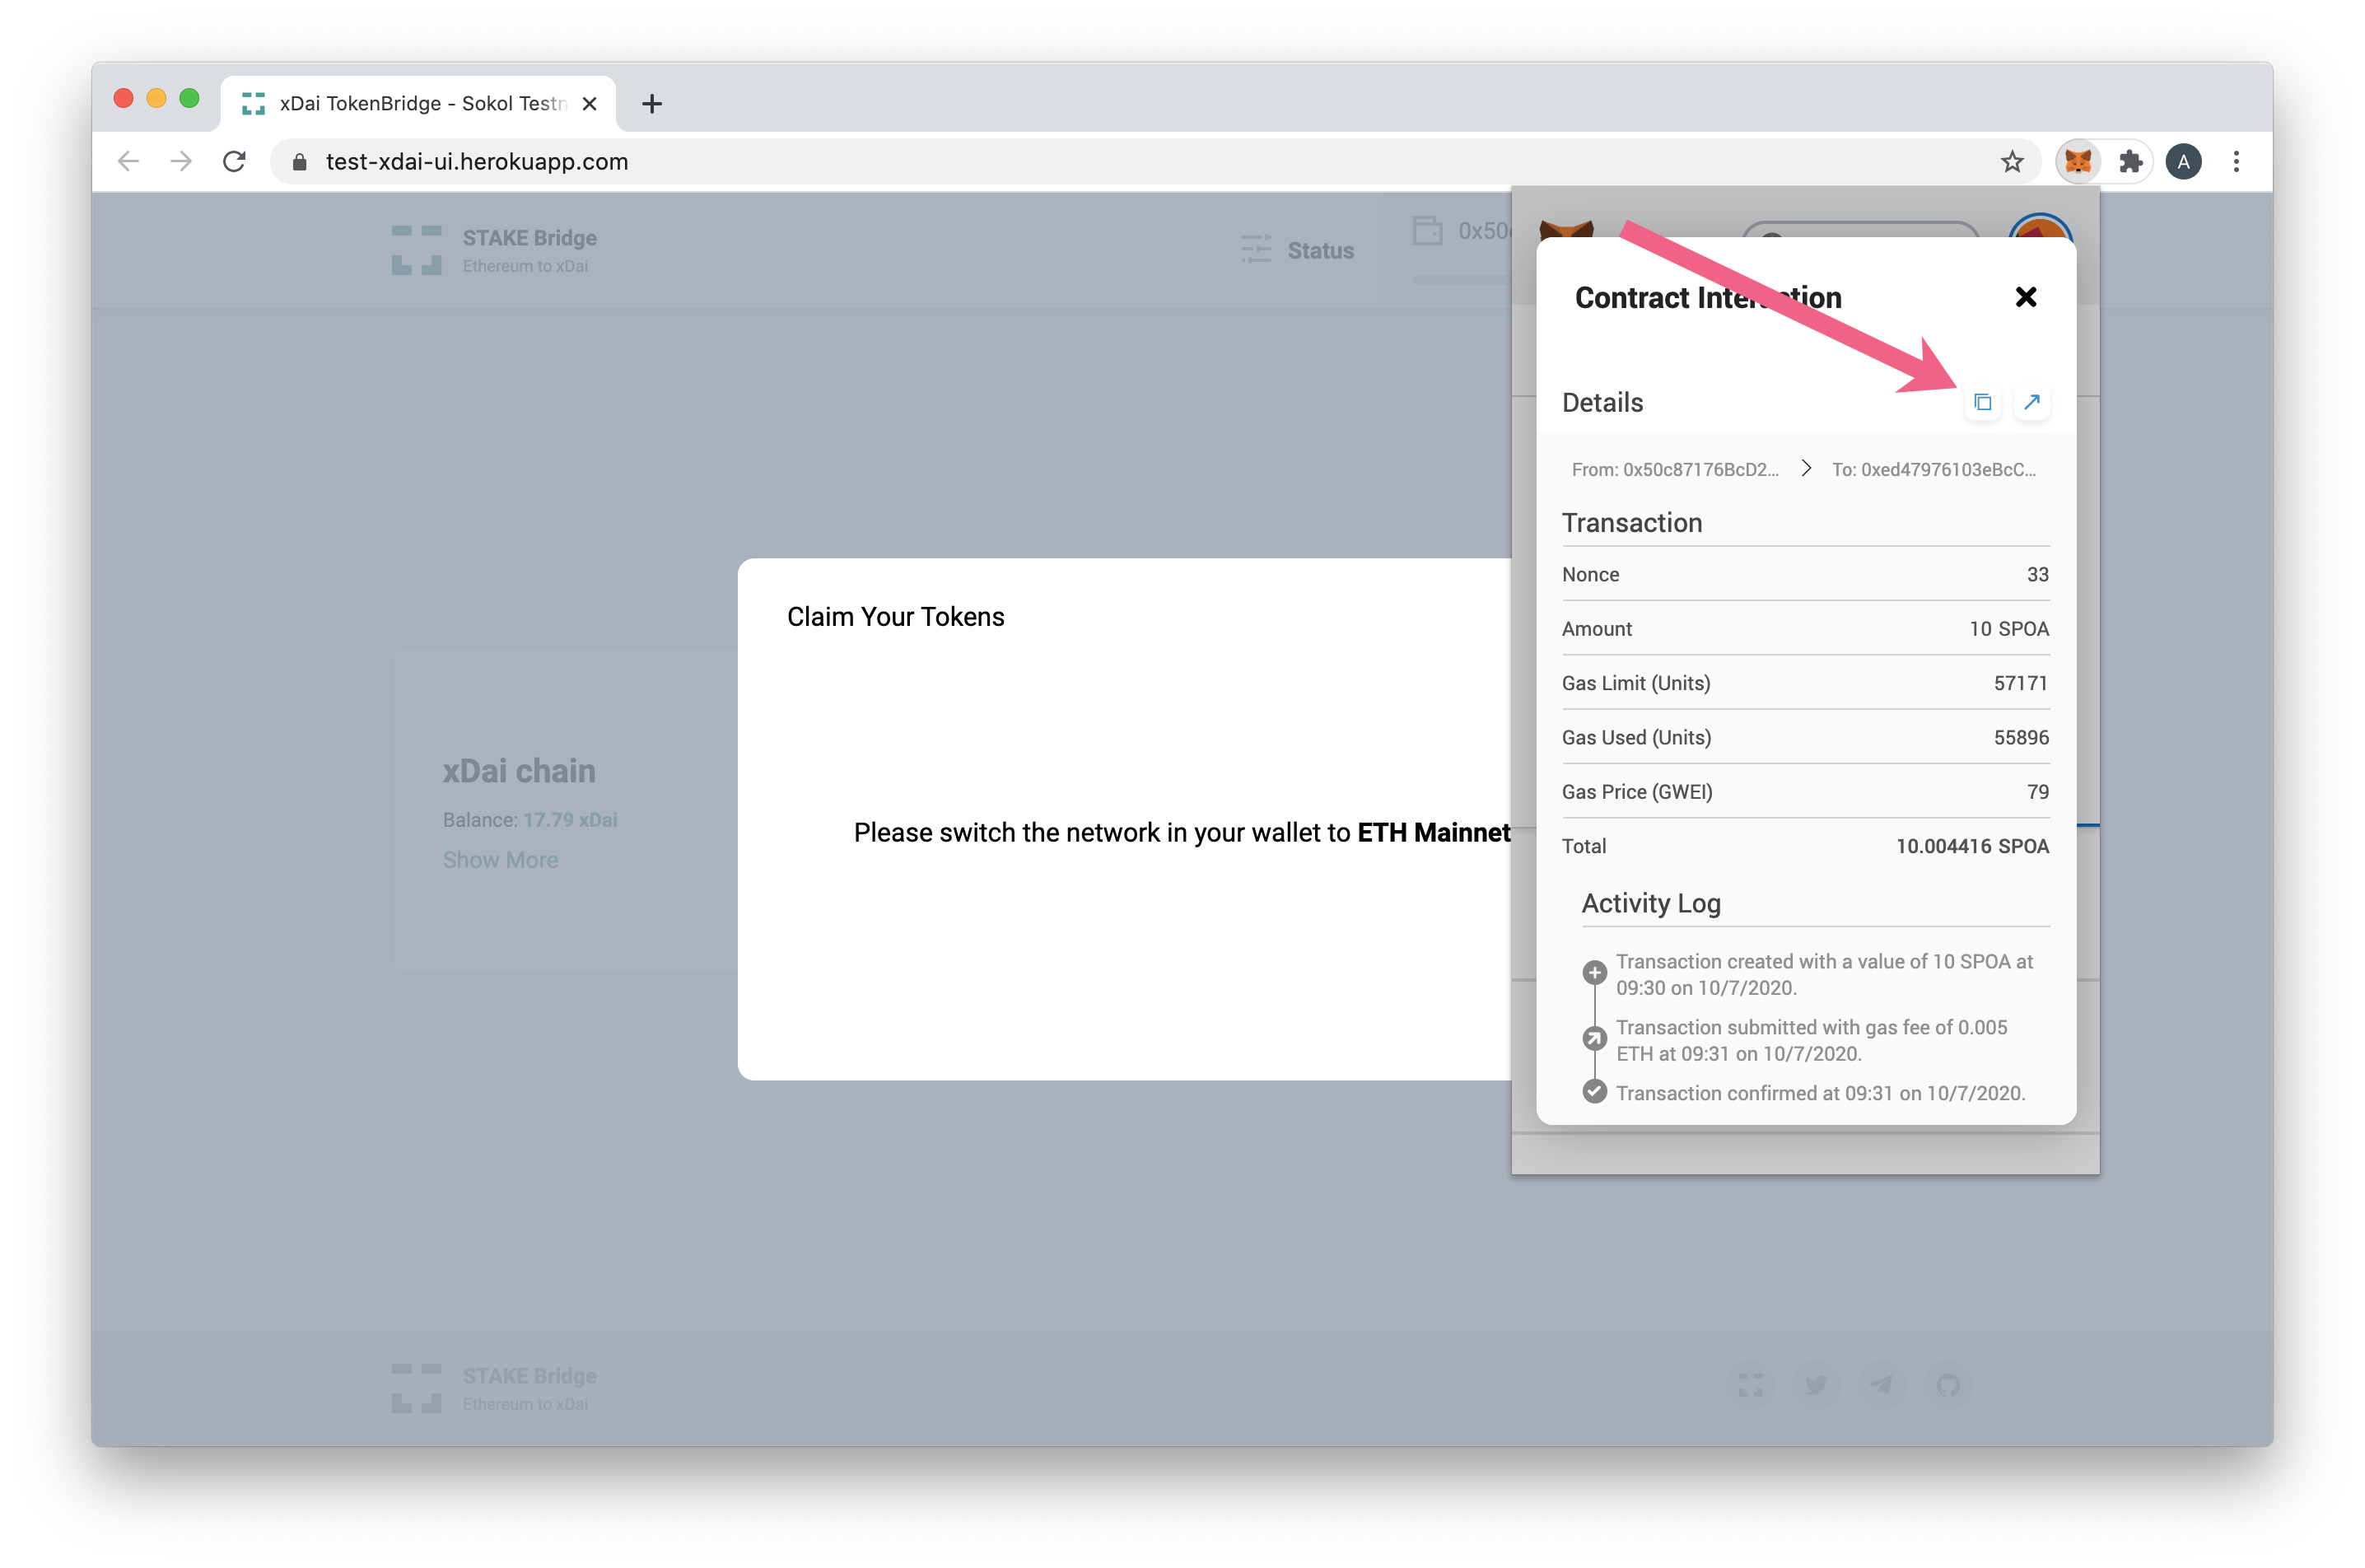 xDai TokenBridge - Sokol Testn
test-xdai-ui.herokuapp.com
A
STAKE Bridge
Ethereum to xDai
Status
0x50
Contract Interaction
Details
From: 0x50c87176BcD2... To: 0xed47976103eBcC...
Transaction
Nonce 33
Amount 10 SPOA
Gas Limit (Units) 57171
Gas Used (Units) 55896
Gas Price (GWEI) 79
Total 10.004416 SPOA
Activity Log
Transaction created with a value of 10 SPOA at
09:30 on 10/7/2020.
Transaction submitted with gas fee of 0.005
ETH at 09:31 on 10/7/2020.
Transaction confirmed at 09:31 on 10/7/2020.
Claim Your Tokens
Please switch the network in your wallet to ETH Mainnet
xDai chain
Balance: 17.79 xDai
Show More
STAKE Bridge
Ethereum to xDai